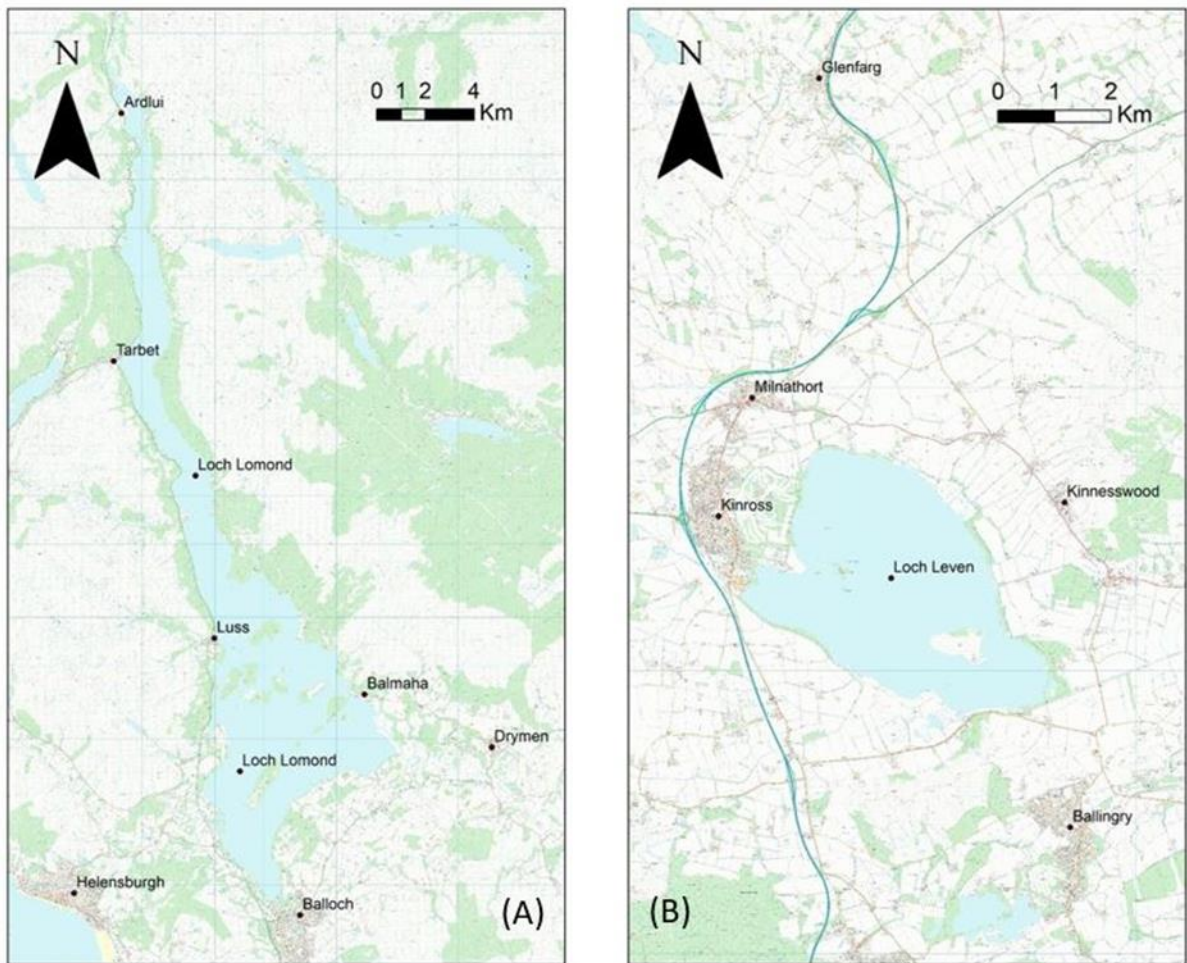 N
0 1 2 4
Km
Ardlui
Tarbet
Loch Lomond
Luss
Balmaha
Drymen
Loch Lomond
Helensburgh
Balloch
(A)
N
Glenfarg
0 1 2
Km
Milnathort
Kinnesswood
Kinross
Loch Leven
Ballingry
(B)